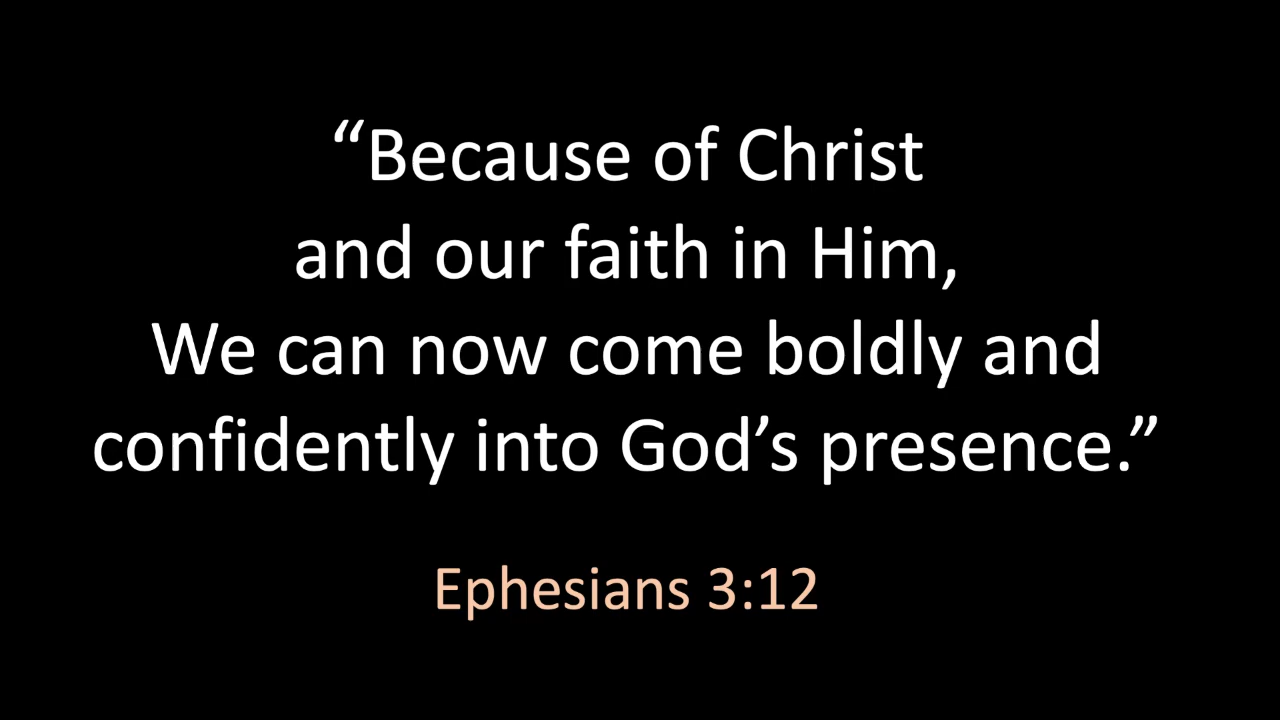 “Because of Christ
and our faith in Him,
We can now come boldly and
confidently into God’s presence.”
Ephesians 3:12